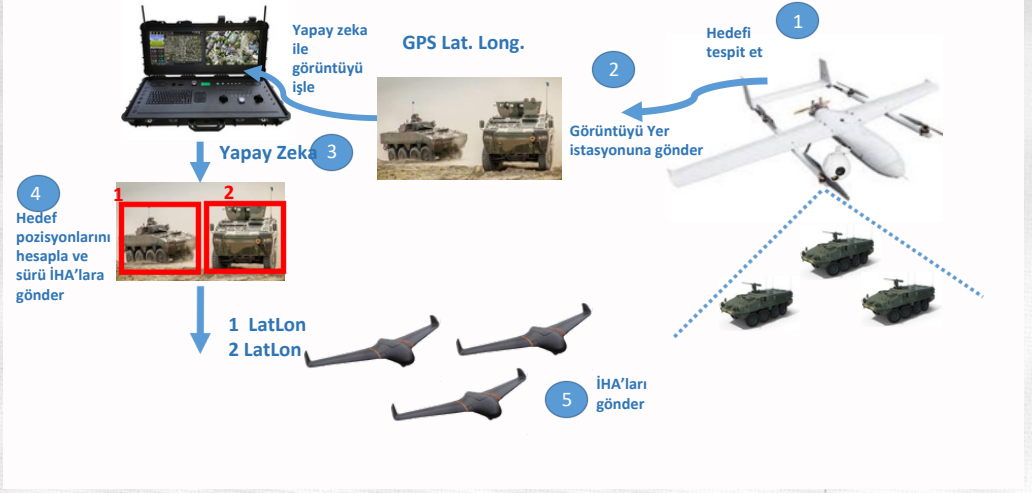 1
Hedefi
tespit et
2
Görüntüyü Yer
istasyonuna gönder
GPS Lat. Long.
Yapay zeka
ile
görüntüyü
işle
Yapay Zeka 3
4
Hedef
pozisyonlarını
hesapla ve
sürü İHA’lara
gönder
1
2
1 LatLon
2 LatLon
5
İHA’ları
gönder